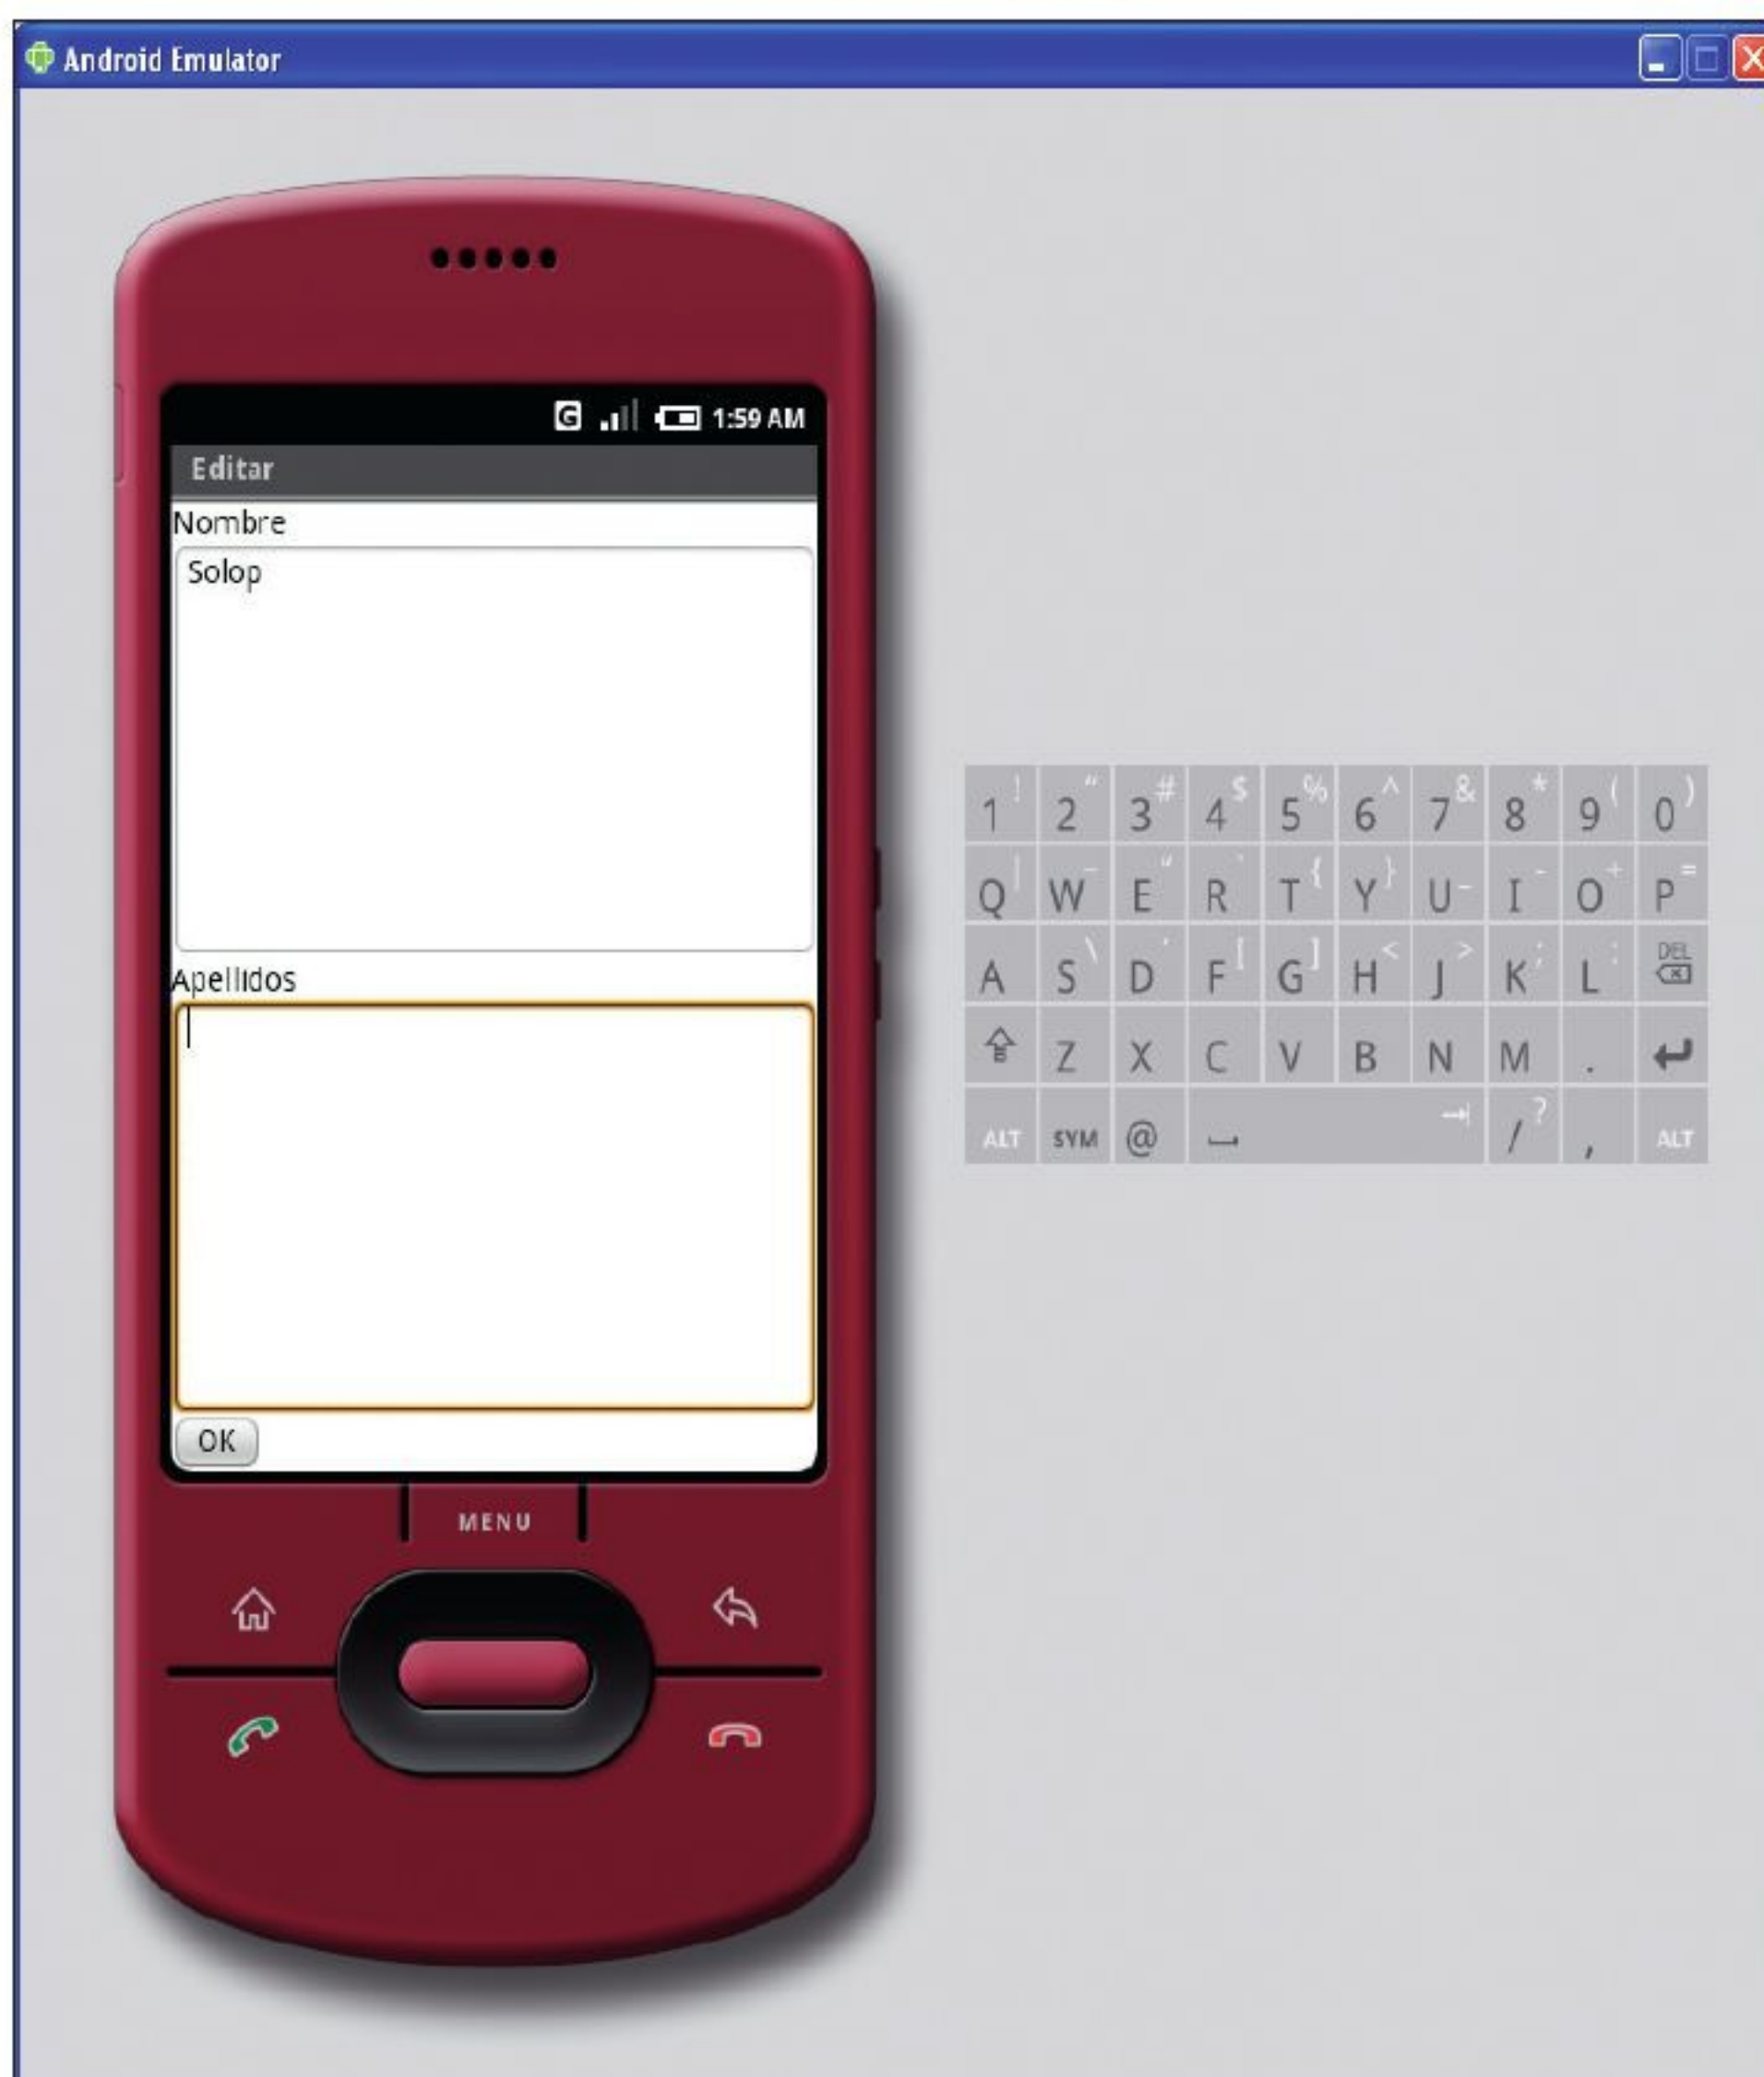 Android Emulator
G 1:59 AM
Editar
Nombre
Solop
Apellidos
OK
MENU
1 ! 2 “ 3 # 4 $ 5 % 6 ^ 7 & 8 * 9 ( 0 )
Q | W E “ R T { Y } U - I - O + P =
A S \ D ' F [ G ] H < J > K ; L : DEL
Z X C V B N M .
ALT SYM @ / ? , ALT